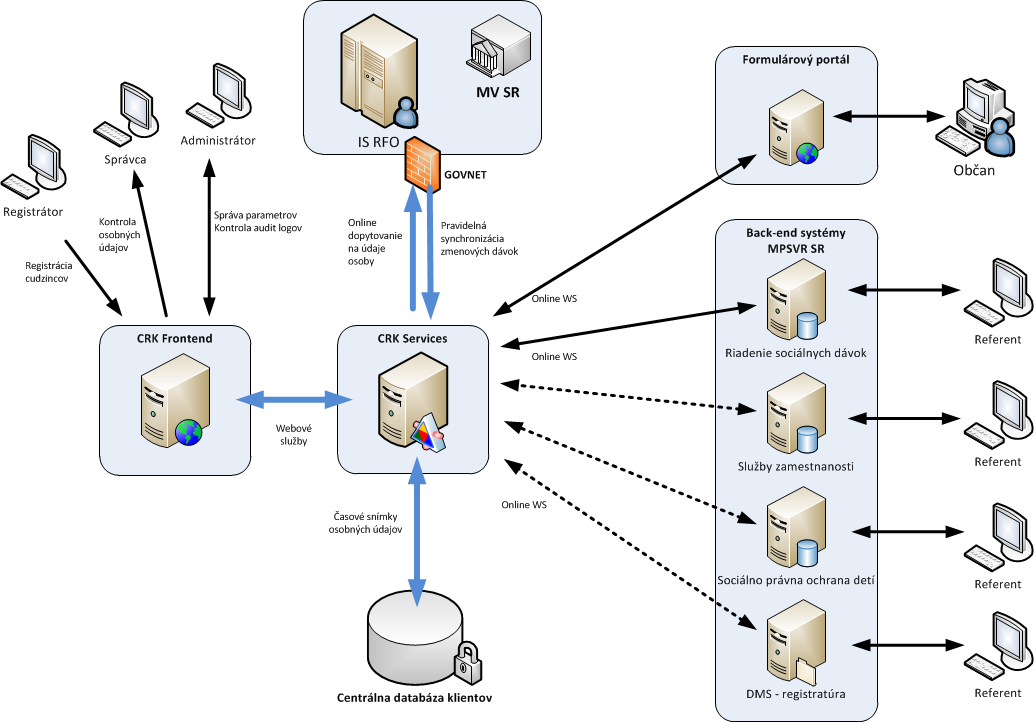 MV SR
IS RFO
GOVNET
Formulárový portál
Občan
Administrátor
Správca
Registrátor
Kontrola
osobných
údajov
Správa parametrov
Kontrola audit logov
Registrácia
cudzincov
Online
dopytovanie
na údaje
osoby
Pravidelná
synchronizácia
zmenových dávok
Back-end systémy
MPSVR SR
Online WS
Online WS
Riadenie sociálnych dávok
Referent
CRK Frontend
CRK Services
Webové
služby
Služby zamestnanosti
Referent
Online WS
Časové snímky
osobných údajov
Sociálno právna ochrana detí
Referent
Centrálna databáza klientov
DMS - registratúra
Referent